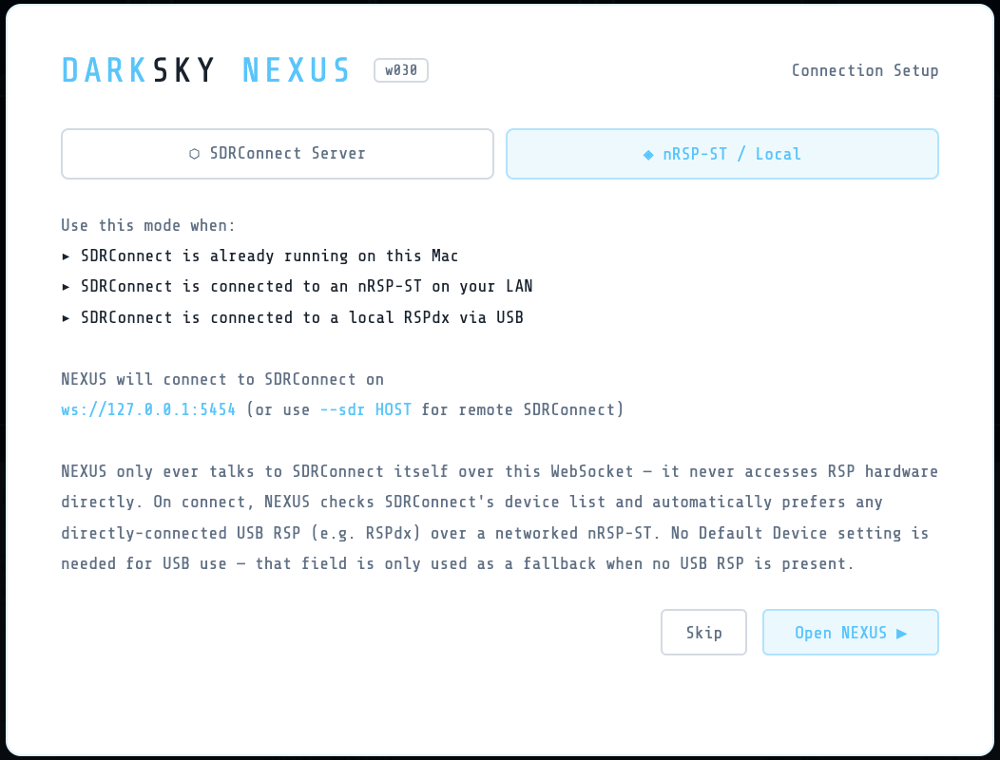 DARKSKY NEXUS w030
Connection Setup
⬡ SDRConnect Server
◆ nRSP-ST / Local
Use this mode when:
▸ SDRConnect is already running on this Mac
▸ SDRConnect is connected to an nRSP-ST on your LAN
▸ SDRConnect is connected to a local RSPdx via USB
NEXUS will connect to SDRConnect on
ws://127.0.0.1:5454 (or use --sdr HOST for remote SDRConnect)
NEXUS only ever talks to SDRConnect itself over this WebSocket — it never accesses RSP hardware
directly. On connect, NEXUS checks SDRConnect's device list and automatically prefers any
directly-connected USB RSP (e.g. RSPdx) over a networked nRSP-ST. No Default Device setting is
needed for USB use — that field is only used as a fallback when no USB RSP is present.
Skip
Open NEXUS ▶